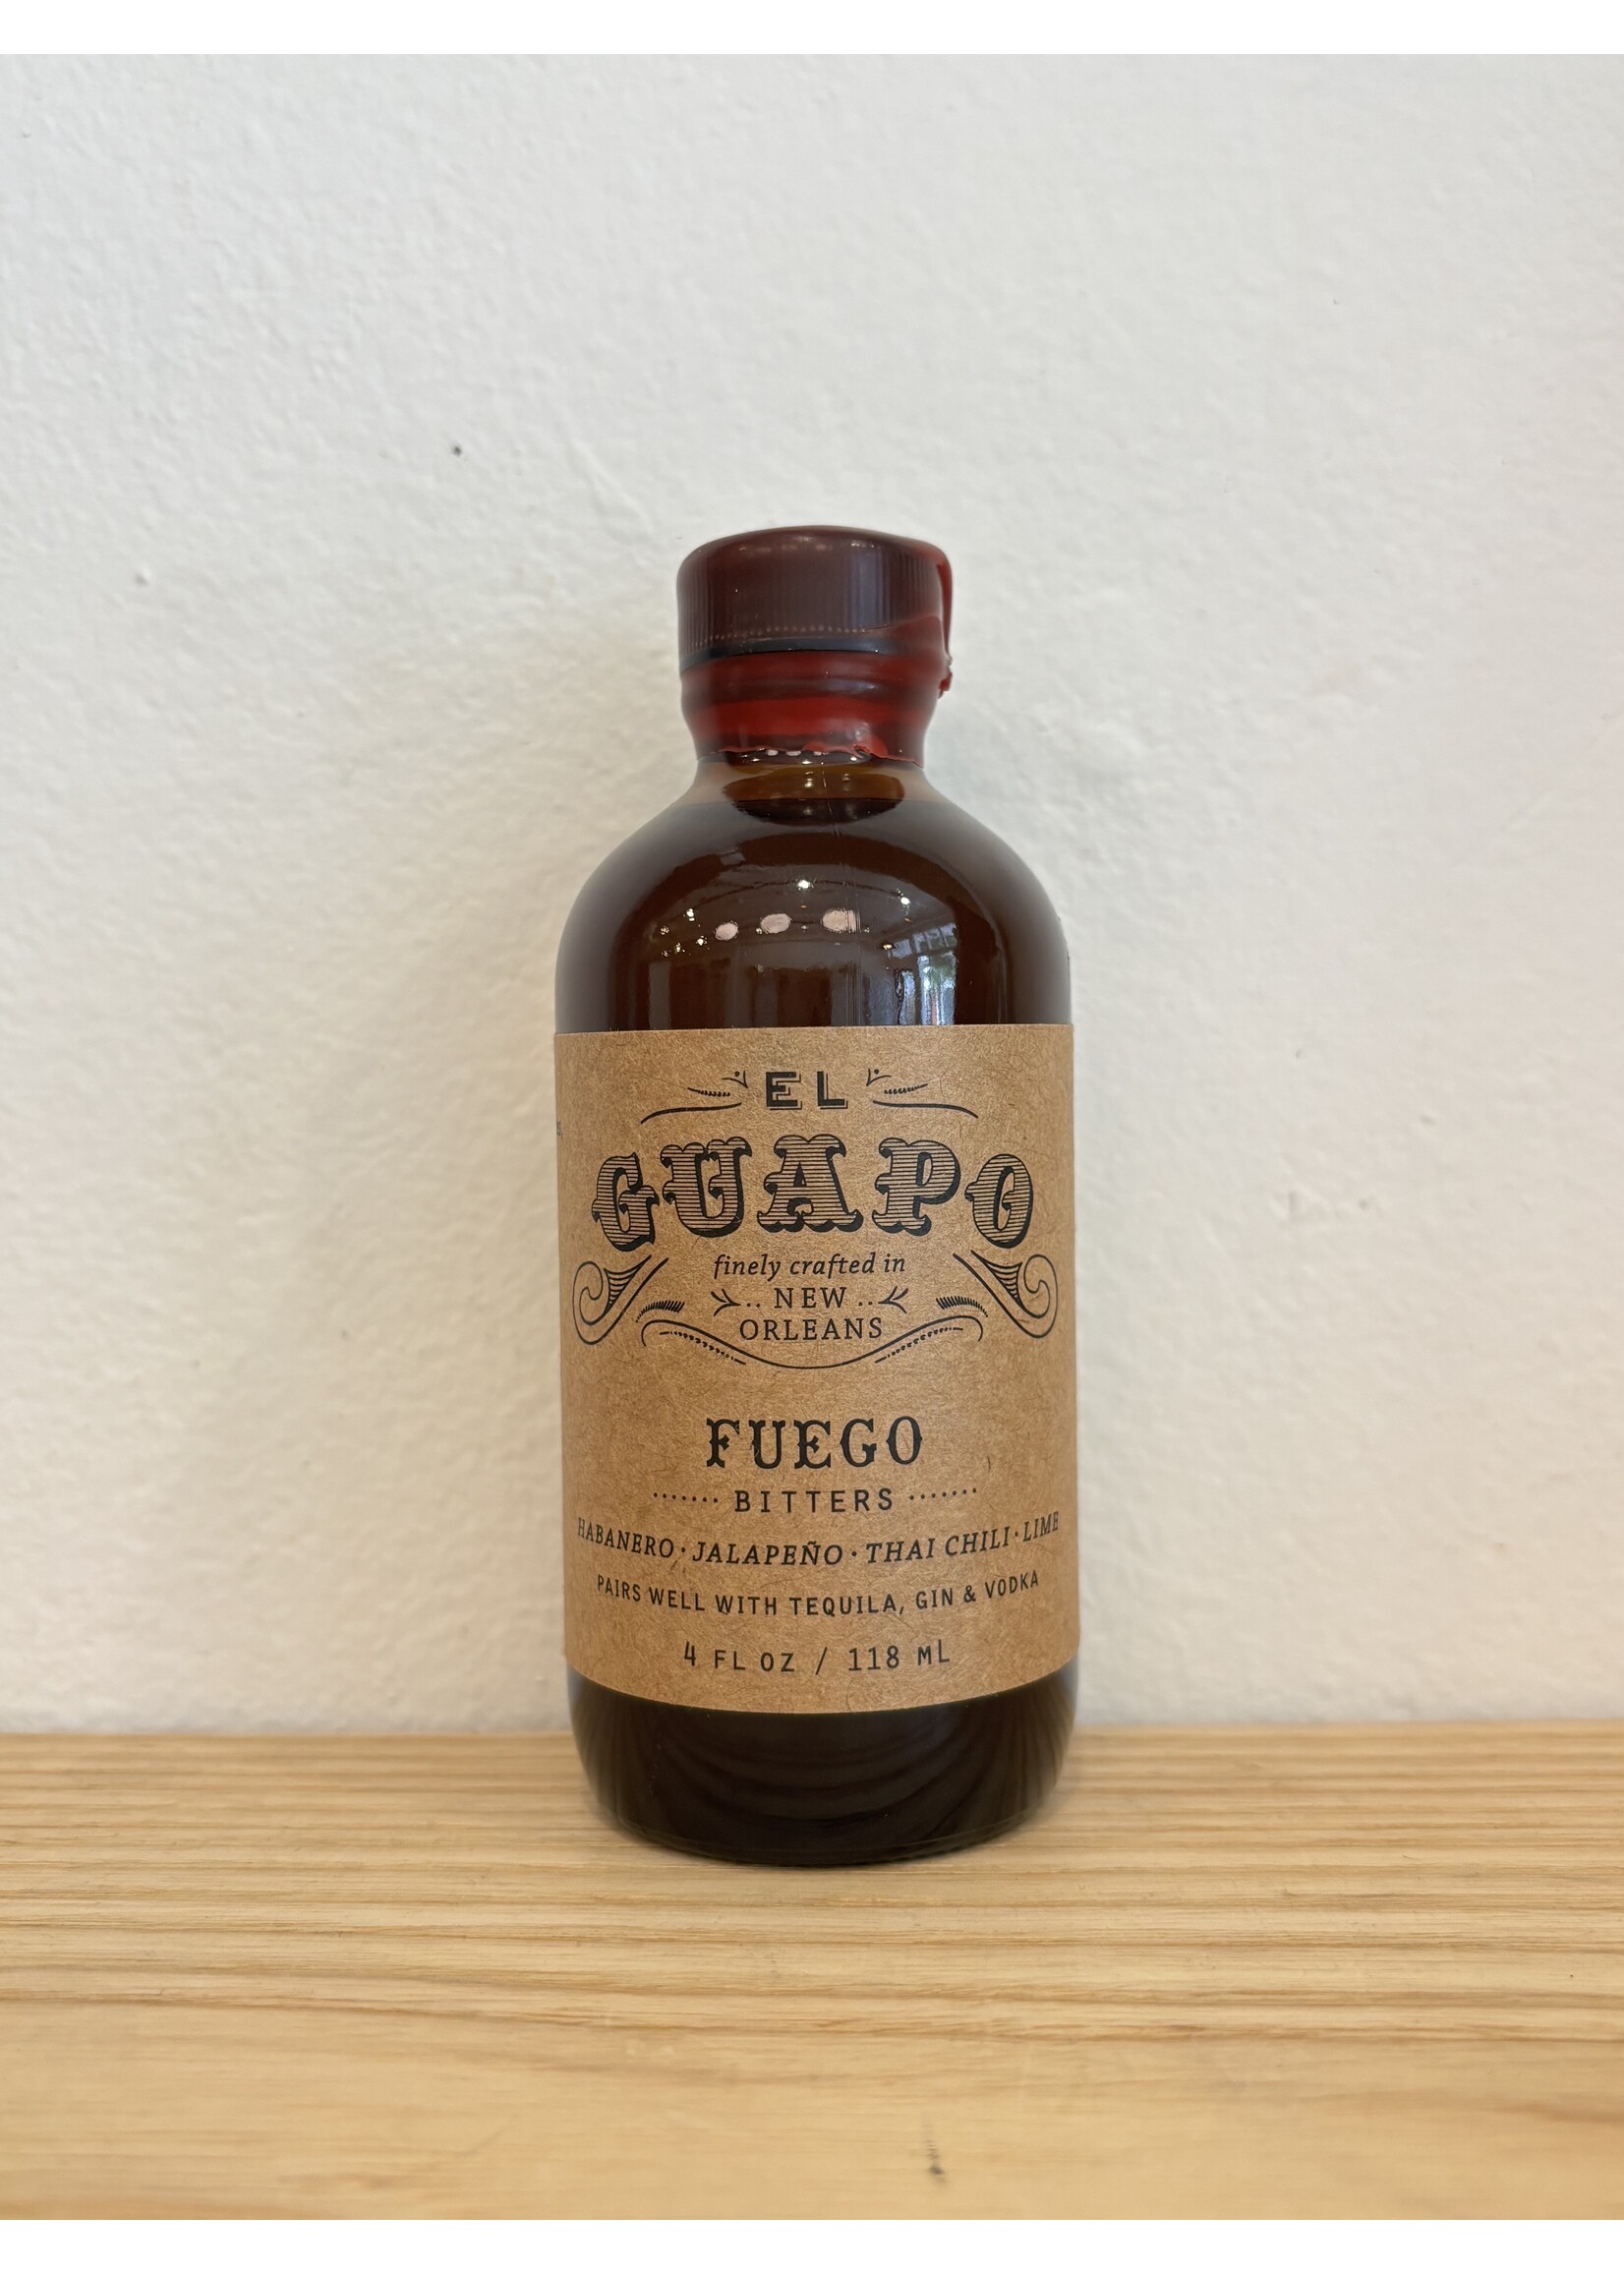 EL
GUAPO
finely crafted in
NEW
ORLEANS
FUEGO
BITTERS
HABANERO · JALAPEÑO · THAI CHILI · LIME
PAIRS WELL WITH TEQUILA, GIN & VODKA
4 FL OZ / 118 ML